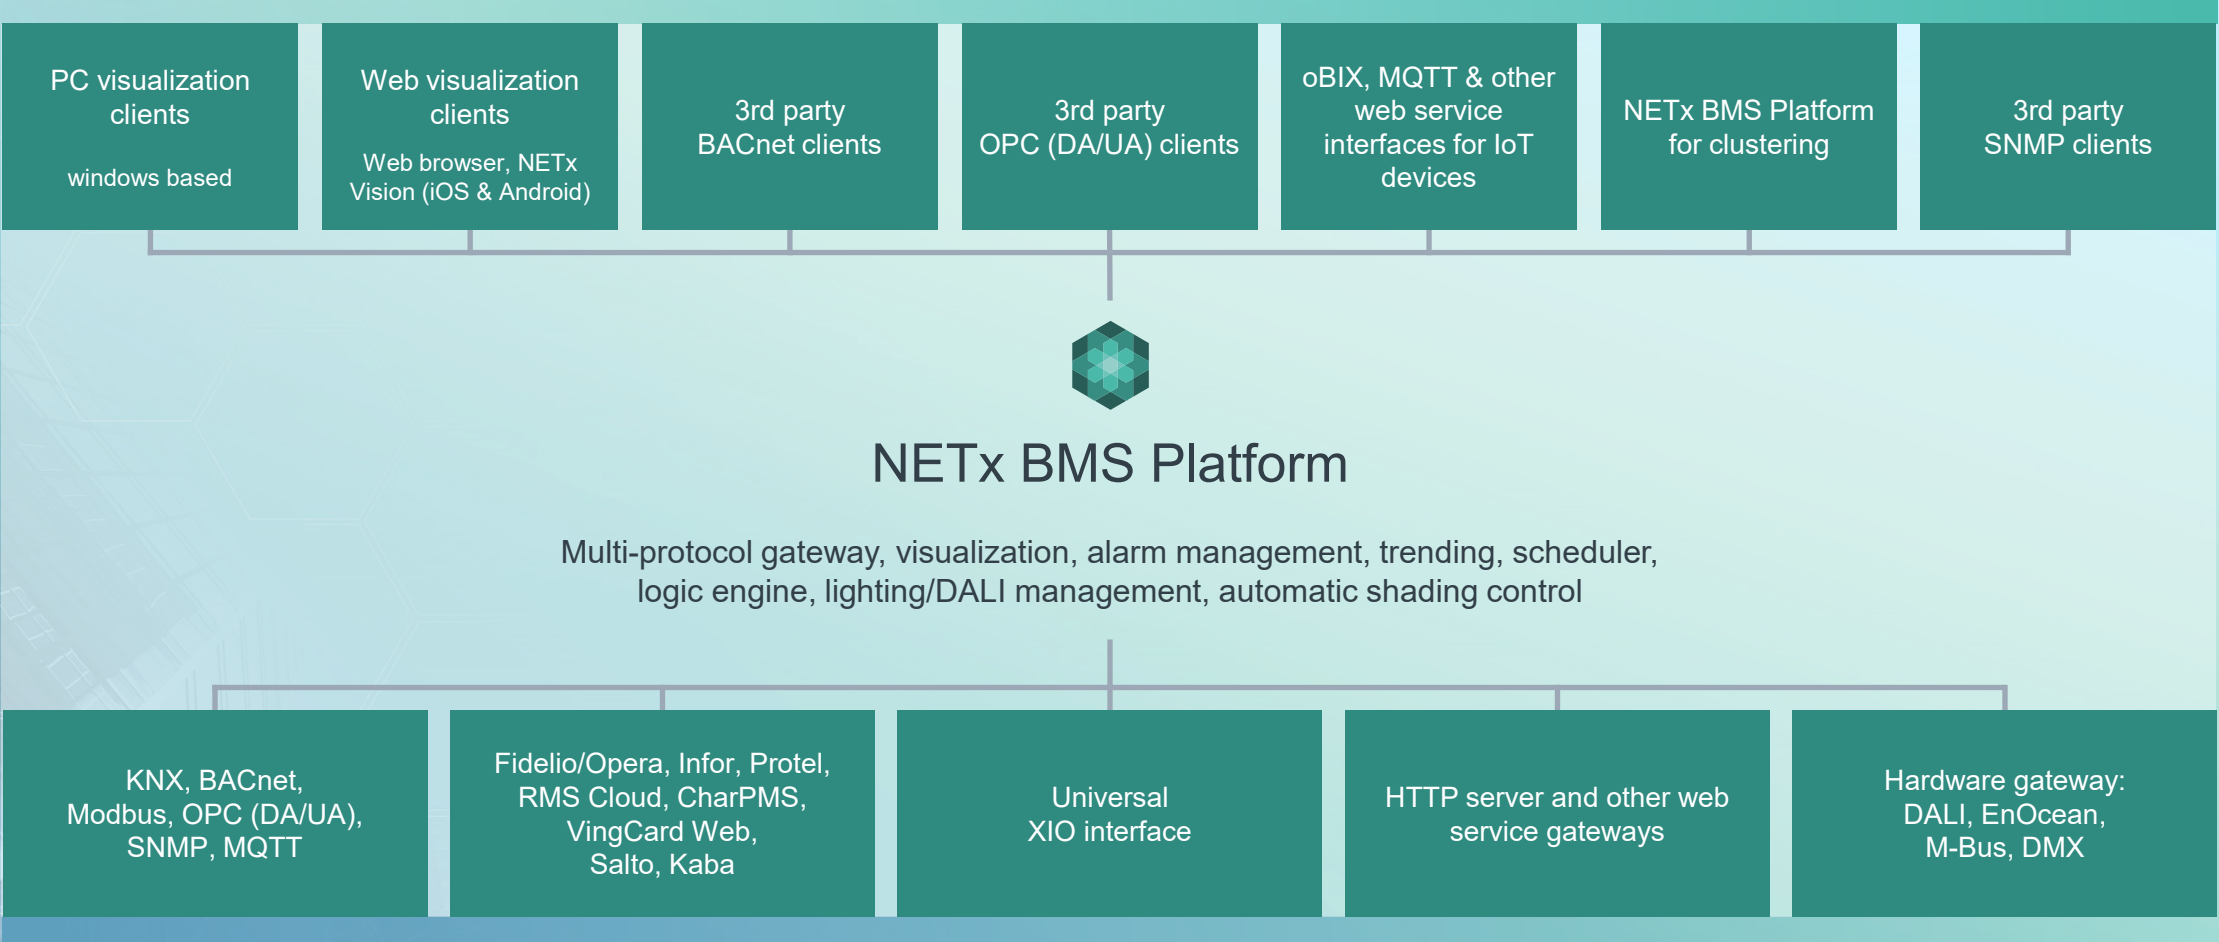 PC visualization
clients
windows based
Web visualization
clients
Web browser, NETx
Vision (iOS & Android)
3rd party
BACnet clients
3rd party
OPC (DA/UA) clients
oBIX, MQTT & other
web service
interfaces for IoT
devices
NETx BMS Platform
for clustering
3rd party
SNMP clients
NETx BMS Platform
Multi-protocol gateway, visualization, alarm management, trending, scheduler,
logic engine, lighting/DALI management, automatic shading control
KNX, BACnet,
Modbus, OPC (DA/UA),
SNMP, MQTT
Fidelio/Opera, Infor, Protel,
RMS Cloud, CharPMS,
VingCard Web,
Salto, Kaba
Universal
XIO interface
HTTP server and other web
service gateways
Hardware gateway:
DALI, EnOcean,
M-Bus, DMX